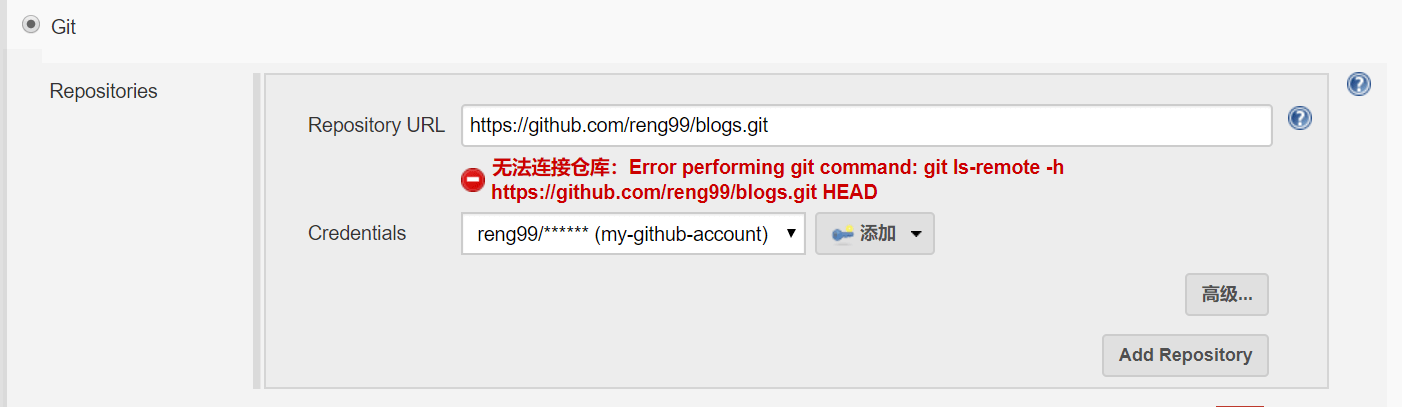 Git
Repositories
Repository URL
https://github.com/reng99/blogs.git
无法连接仓库：Error performing git command: git ls-remote -h
https://github.com/reng99/blogs.git HEAD
Credentials
reng99/****** (my-github-account)
添加
高级...
Add Repository